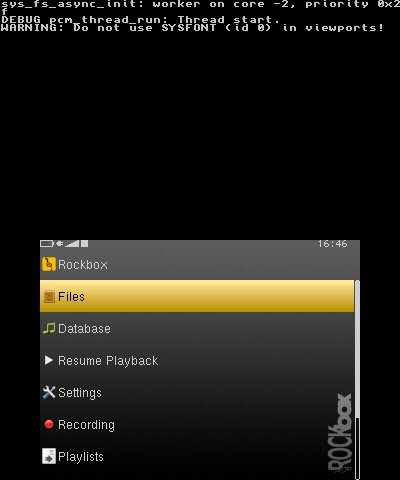 sys_fs_async_init: worker on core -2, priority 0x2
f
DEBUG pcm_thread_run: Thread start.
WARNING: Do not use SYSFONT (id 0) in viewports!
16:46
Rockbox
Files
Database
Resume Playback
Settings
Recording
Playlists
ROCKbox